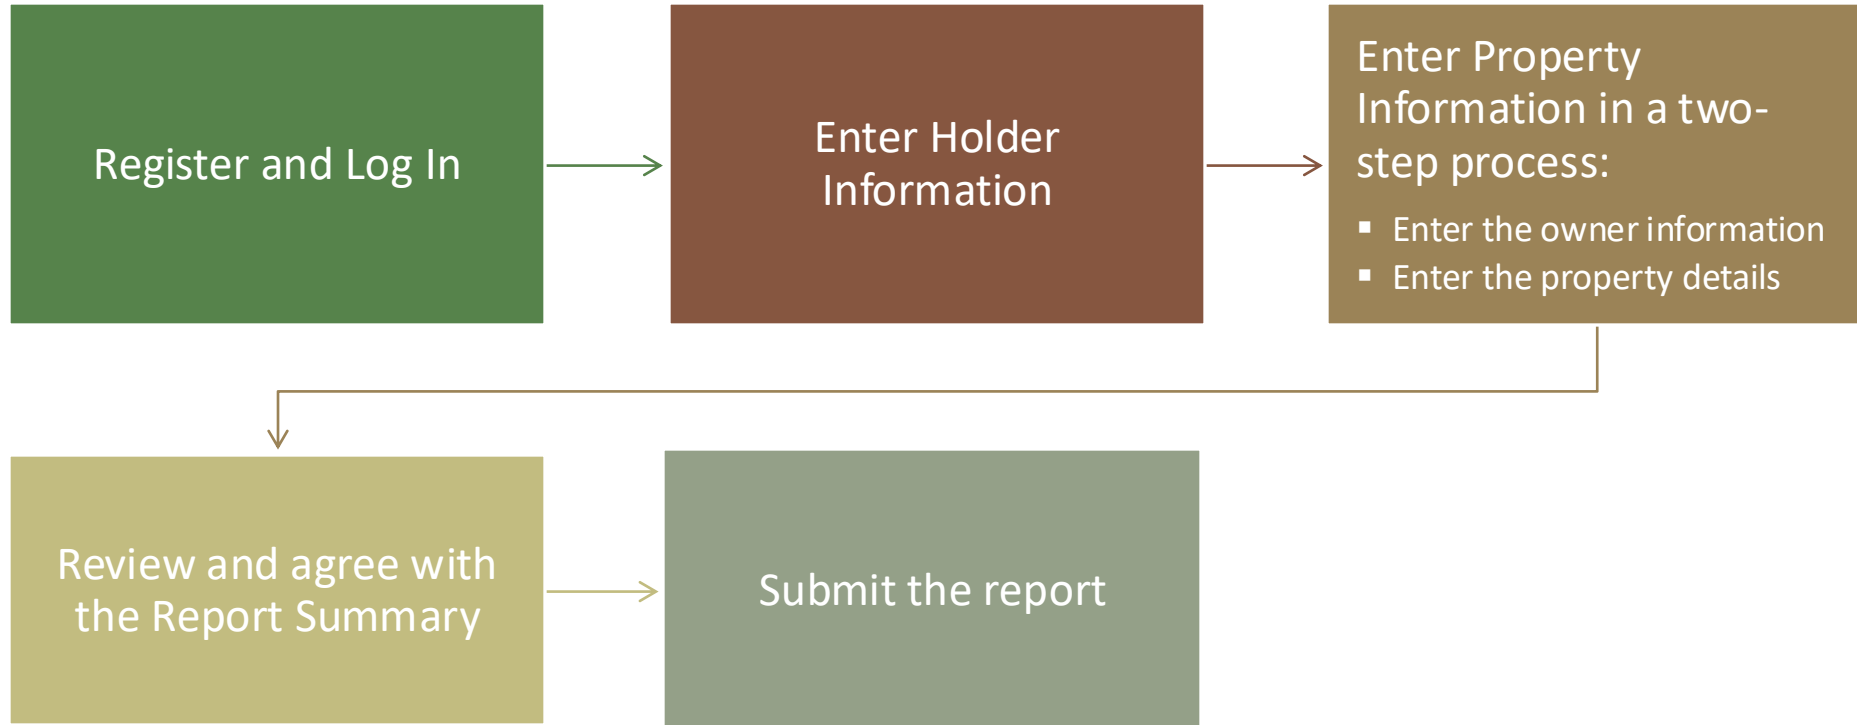 Register and Log In
Enter Holder
Information
Enter Property
Information in a two-
step process:
▪ Enter the owner information
▪ Enter the property details
Review and agree with
the Report Summary
Submit the report